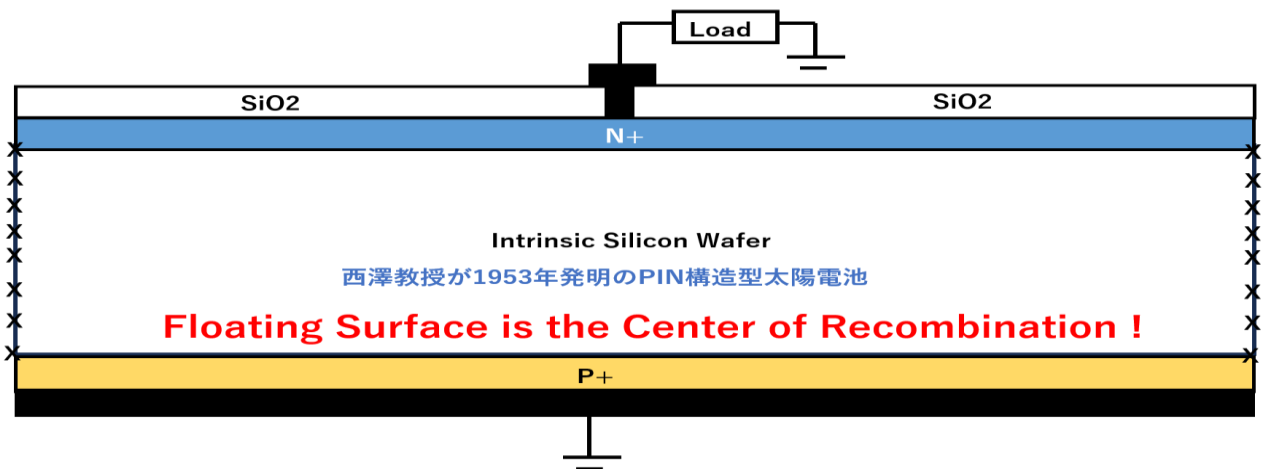 Load
SiO2
SiO2
N+
Intrinsic Silicon Wafer
西澤教授が1953年発明のPIN構造型太陽電池
Floating Surface is the Center of Recombination !
P+